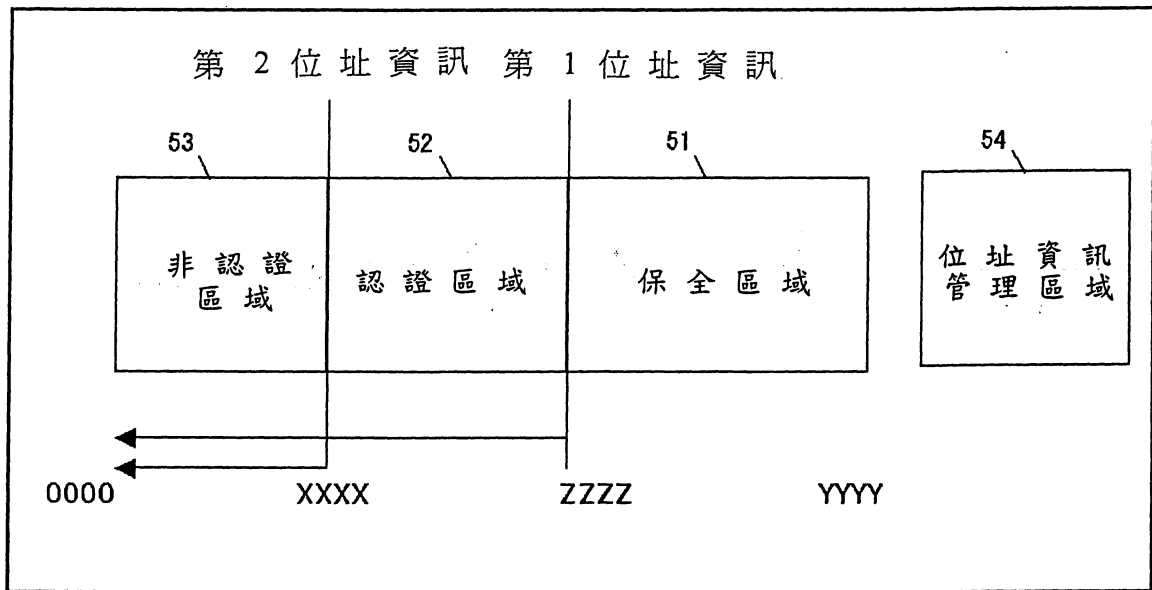 第2位址資訊 第1位址資訊
53 52 51 54
非認證
區域
認證區域
保全區域
位址資訊
管理區域
0000 XXXX ZZZZ YYYY